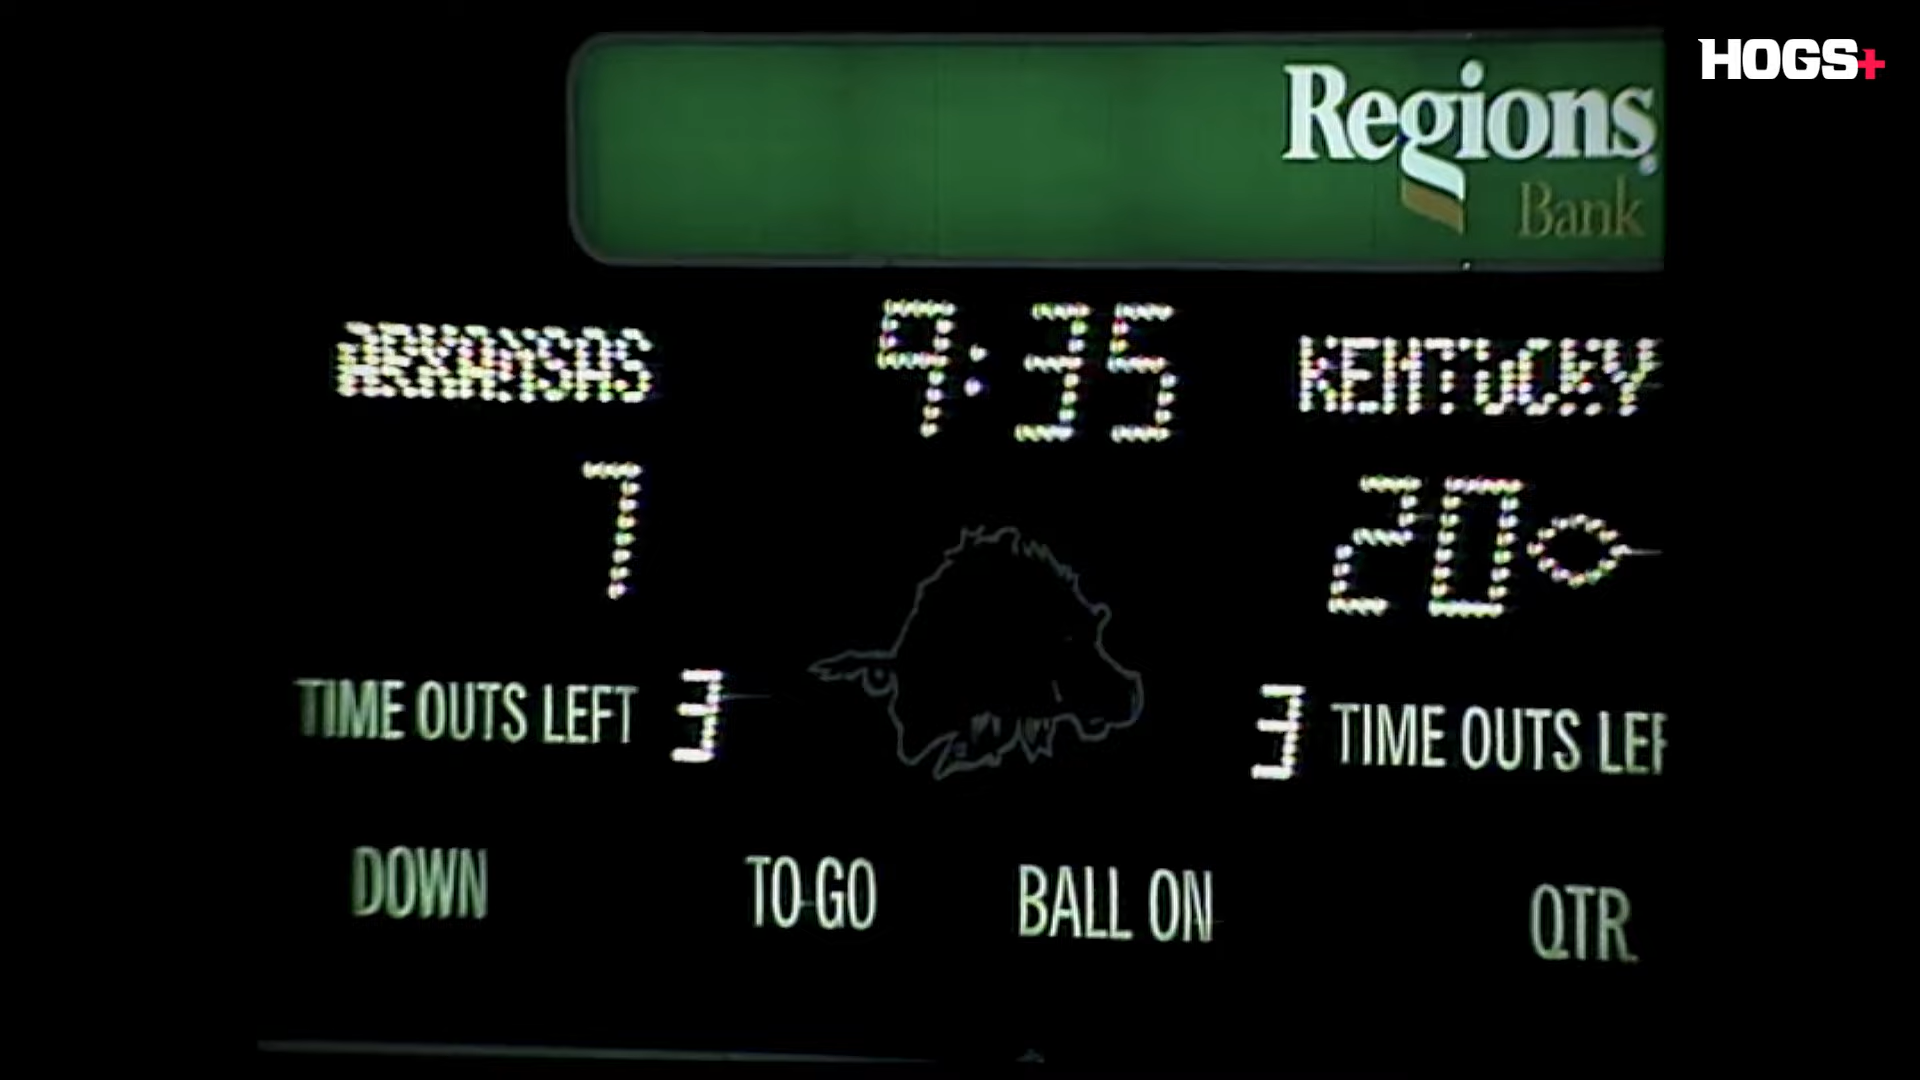 HOGS+
Regions
Bank
ARKANSAS 9:35 KENTUCKY
7 20
TIME OUTS LEFT 3 3 TIME OUTS LEF
DOWN TO GO BALL ON QTR.